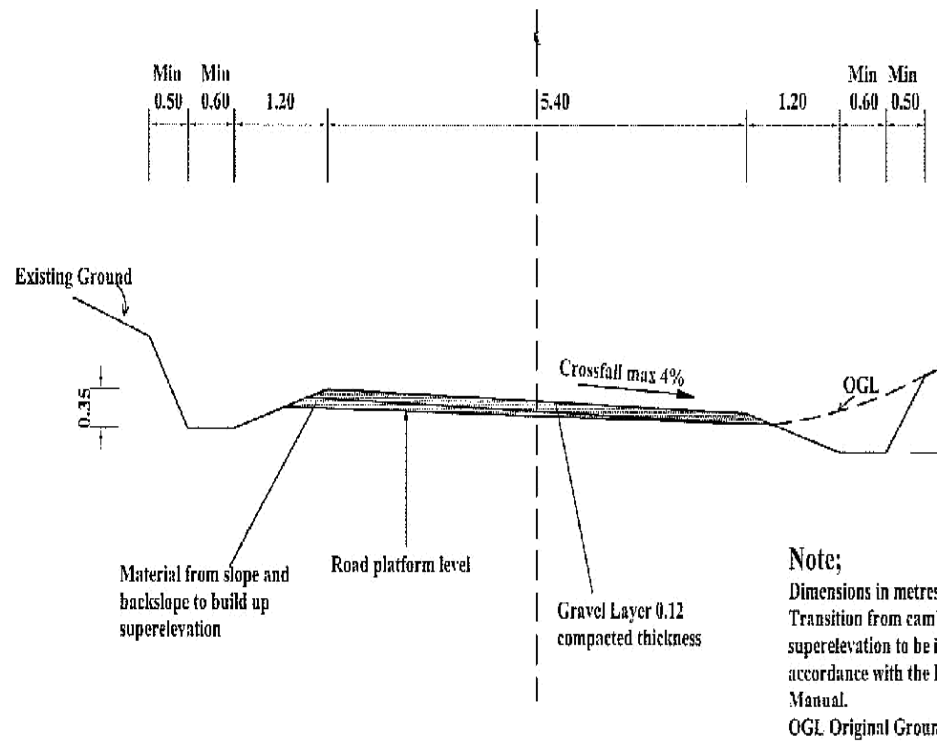 Min Min Min Min
0.50 0.60 1.20 5.40 1.20 0.60 0.50
Existing Ground
0.35
Crossfall max 4%
OGL
Material from slope and
backslope to build up
superelevation
Road platform level
Gravel Layer 0.12
compacted thickness
Note;
Dimensions in metres
Transition from cam
superelevation to be i
accordance with the
Manual.
OGL Original Groun